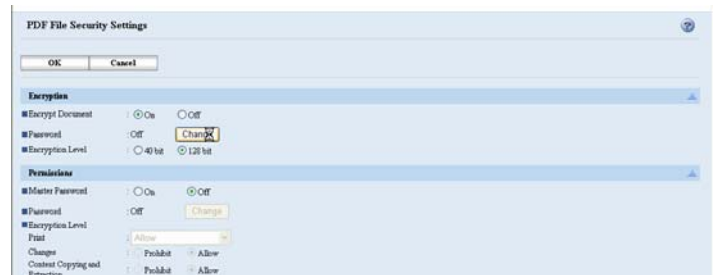 PDF File Security Settings
OK Cancel
Encryption
Encrypt Document : On Off
Password :Off Change
Encryption Level : 40 bit 128 bit
Permissions
Master Password : On Off
Password :Off Change
Encryption Level
Print : Allow
Changes : Prohibit Allow
Content Copying and
Extraction : Prohibit Allow